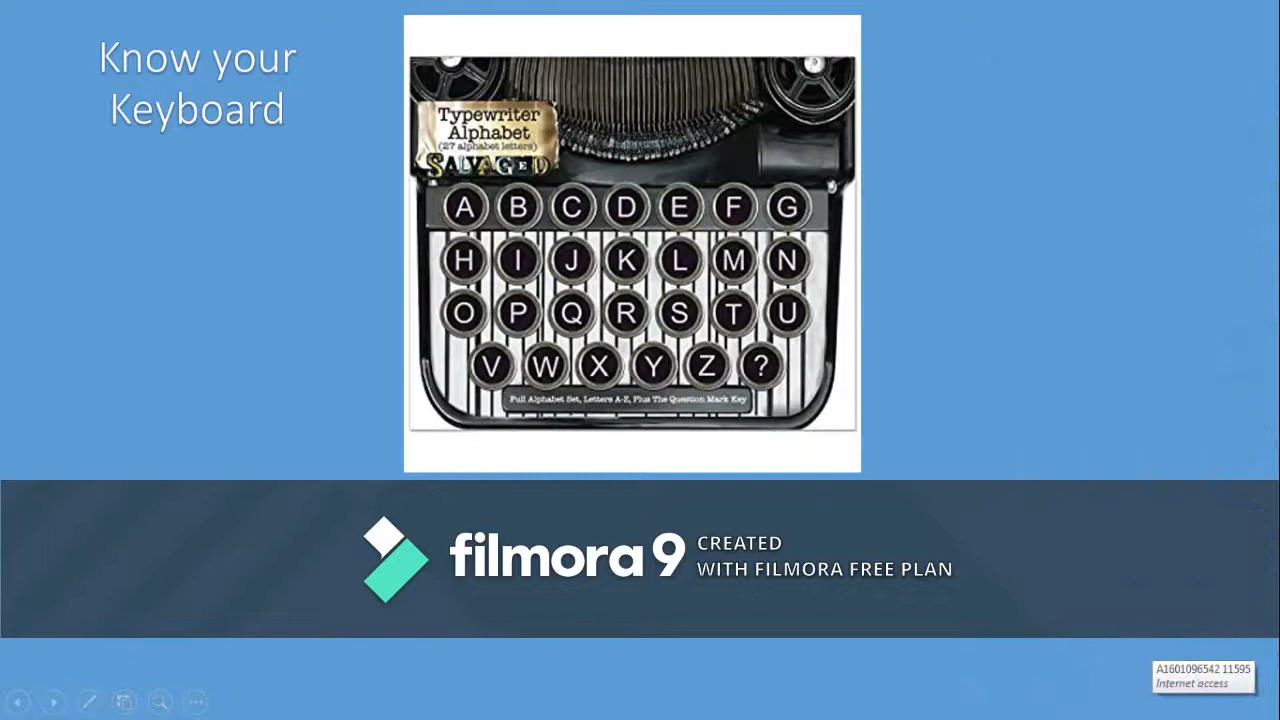 Know your
Keyboard
Typewriter
Alphabet
(27 alphabet letters)
SALVAGED
A B C D E F G
H I J K L M N
O P Q R S T U
V W X Y Z ?
Full Alphabet Set, Letters A-Z, Plus The Question Mark Key
filmora 9 CREATED
WITH FILMORA FREE PLAN
A1601096542 11595
Internet access